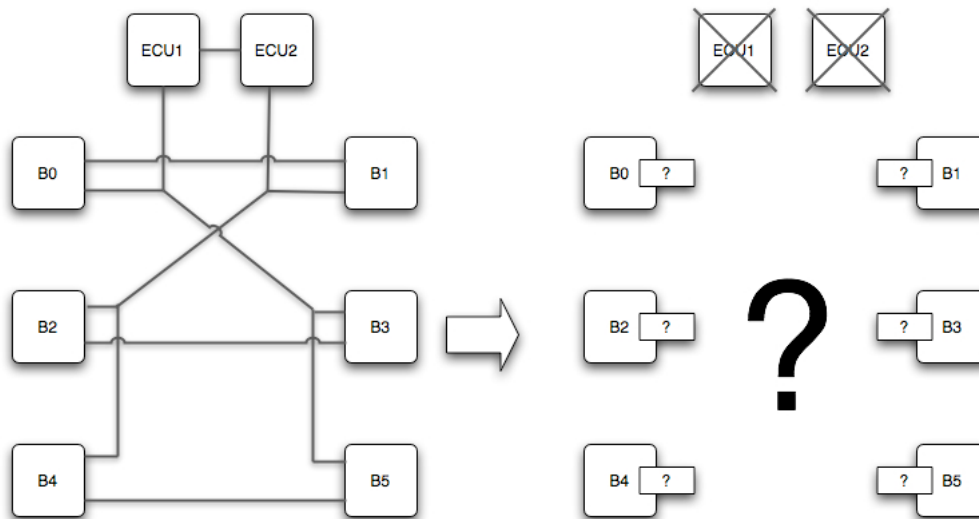 ECU1 ECU2 ECU1 ECU2
B0 B1 B0 ? ? B1
B2 B3 B2 ? ? B3
?
B4 B5 B4 ? ? B5